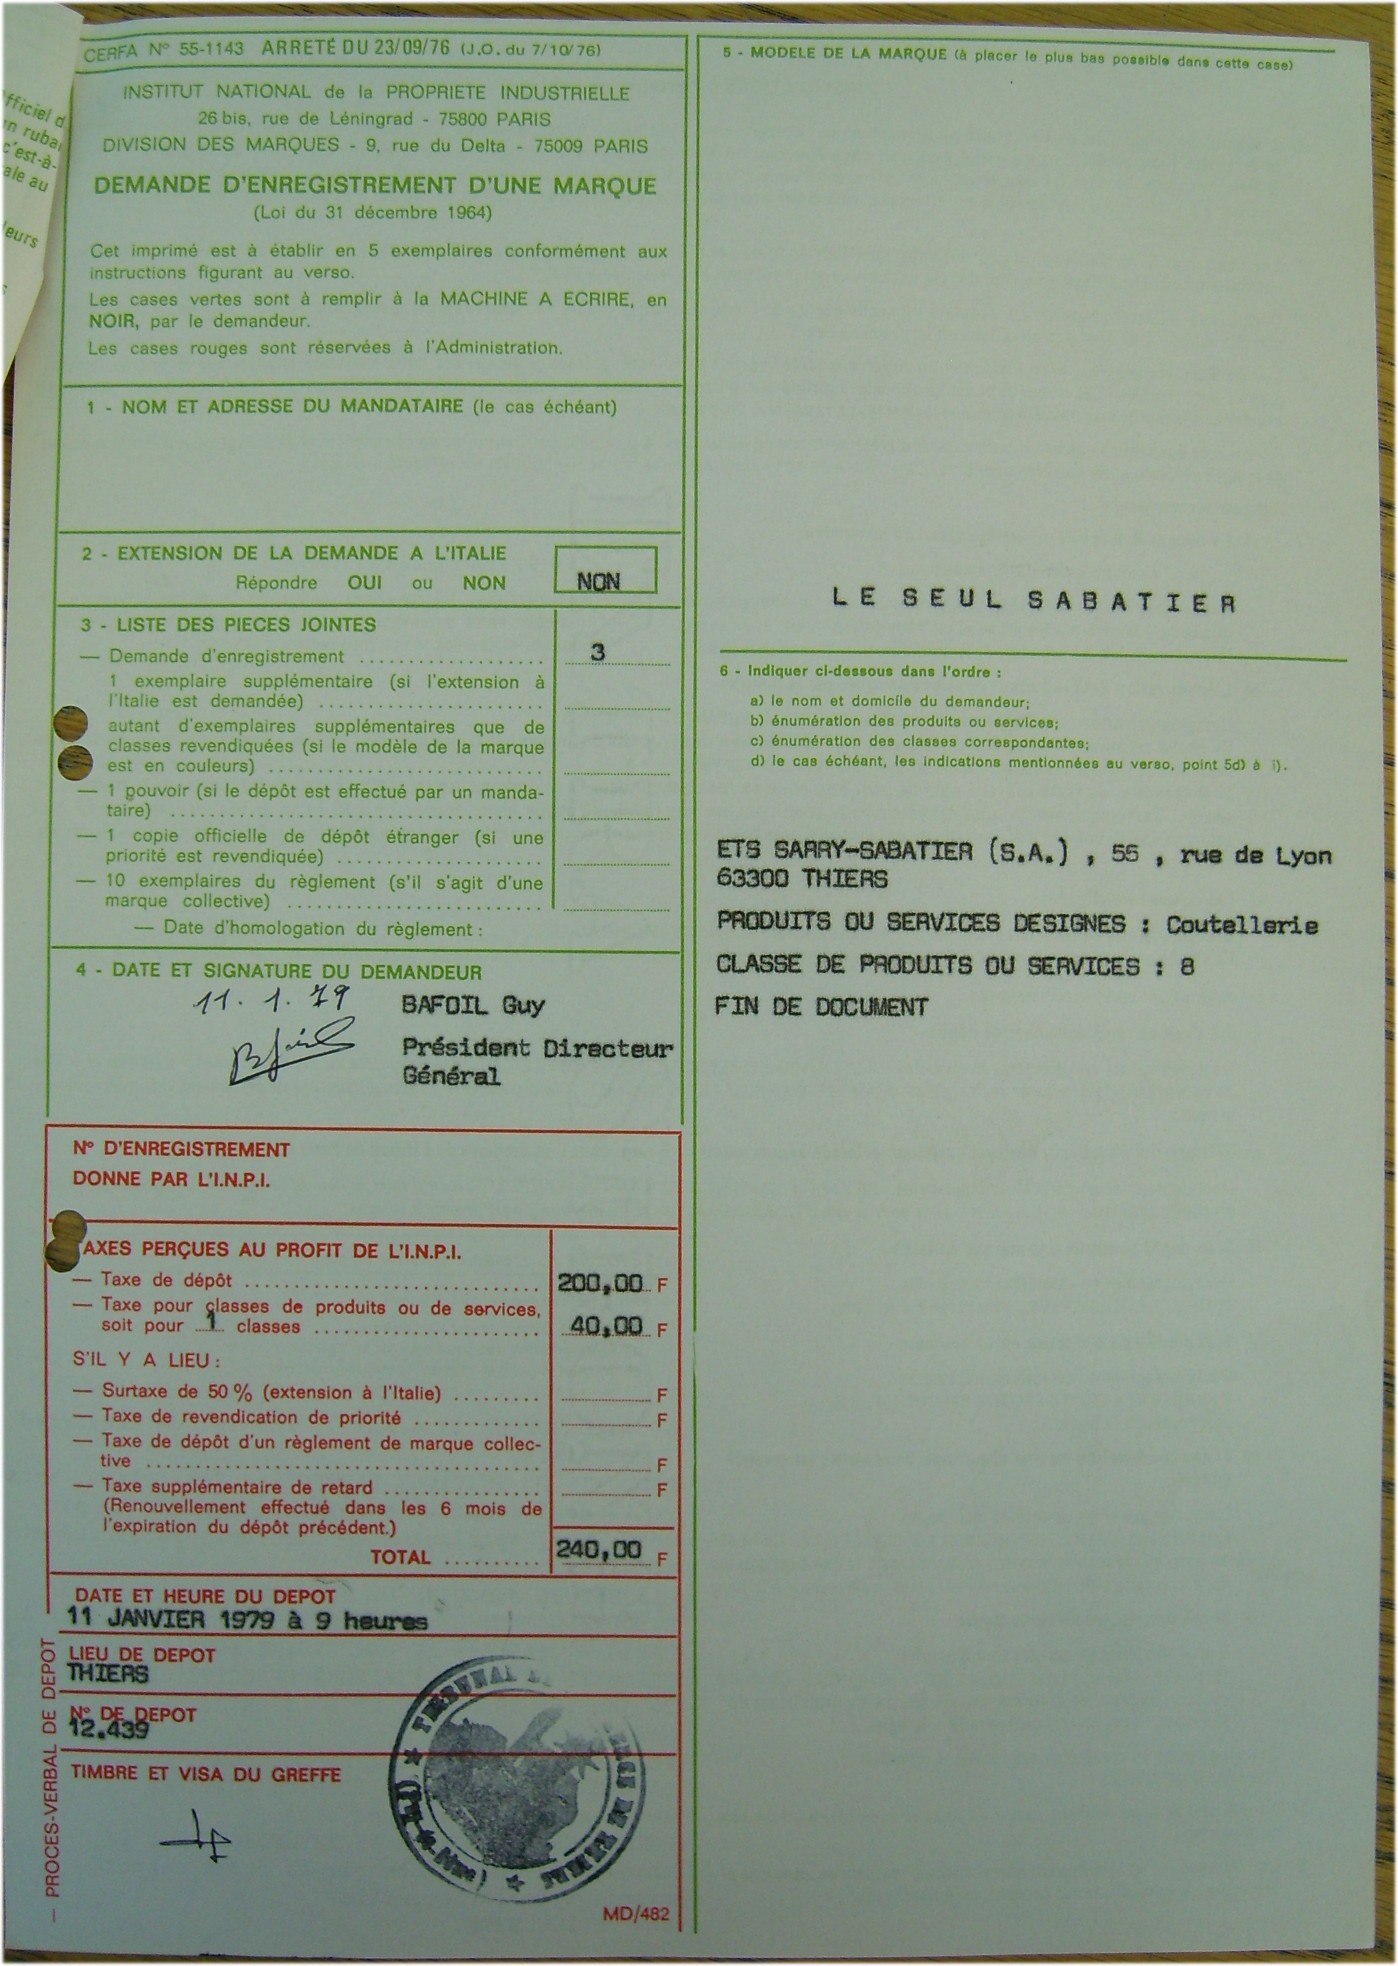 fficiel d
n ruba
c'est-à-
ale au
leurs
CERFA N° 55-1143 ARRETÉ DU 23/09/76 (J.O. du 7/10/76)
INSTITUT NATIONAL de la PROPRIETE INDUSTRIELLE
26 bis, rue de Léningrad - 75800 PARIS
DIVISION DES MARQUES - 9, rue du Delta - 75009 PARIS
DEMANDE D'ENREGISTREMENT D'UNE MARQUE
(Loi du 31 décembre 1964)
Cet imprimé est à établir en 5 exemplaires conformément aux
instructions figurant au verso.
Les cases vertes sont à remplir à la MACHINE A ECRIRE, en
NOIR, par le demandeur.
Les cases rouges sont réservées à l'Administration.
1 - NOM ET ADRESSE DU MANDATAIRE (le cas échéant)
2 - EXTENSION DE LA DEMANDE A L'ITALIE
Répondre OUI ou NON NON
3 - LISTE DES PIECES JOINTES
— Demande d'enregistrement .................. 3
1 exemplaire supplémentaire (si l'extension à
l'Italie est demandée) ......................
autant d'exemplaires supplémentaires que de
classes revendiquées (si le modèle de la marque
est en couleurs) ...........................
— 1 pouvoir (si le dépôt est effectué par un manda-
taire) ....................................
— 1 copie officielle de dépôt étranger (si une
priorité est revendiquée) ....................
— 10 exemplaires du règlement (s'il s'agit d'une
marque collective) .........................
— Date d'homologation du règlement :
4 - DATE ET SIGNATURE DU DEMANDEUR
11. 1. 79 BAFOIL Guy
Bafoil
Président Directeur
Général
N° D'ENREGISTREMENT
DONNE PAR L'I.N.P.I.
AXES PERÇUES AU PROFIT DE L'I.N.P.I.
— Taxe de dépôt ............................. 200,00 F
— Taxe pour classes de produits ou de services,
soit pour 1 classes ...................... 40,00 F
S'IL Y A LIEU :
— Surtaxe de 50 % (extension à l'Italie) ......... F
— Taxe de revendication de priorité ............. F
— Taxe de dépôt d'un règlement de marque collec-
tive ....................................... F
— Taxe supplémentaire de retard ................ F
(Renouvellement effectué dans les 6 mois de
l'expiration du dépôt précédent.)
TOTAL .......... 240,00 F
DATE ET HEURE DU DEPOT
11 JANVIER 1979 à 9 heures
LIEU DE DEPOT
THIERS
N° DE DEPOT
12.439
TIMBRE ET VISA DU GREFFE
— PROCES-VERBAL DE DEPOT
TRIBUNAL
DE THIERS
(Puy-de-Dôme)
MD/482
5 - MODELE DE LA MARQUE (à placer le plus bas possible dans cette case)
LE SEUL SABATIER
6 - Indiquer ci-dessous dans l'ordre :
a) le nom et domicile du demandeur;
b) énumération des produits ou services;
c) énumération des classes correspondantes;
d) le cas échéant, les indications mentionnées au verso, point 5d) à i).
ETS SARRY-SABATIER (S.A.) , 55 , rue de Lyon
63300 THIERS
PRODUITS OU SERVICES DESIGNES : Coutellerie
CLASSE DE PRODUITS OU SERVICES : 8
FIN DE DOCUMENT